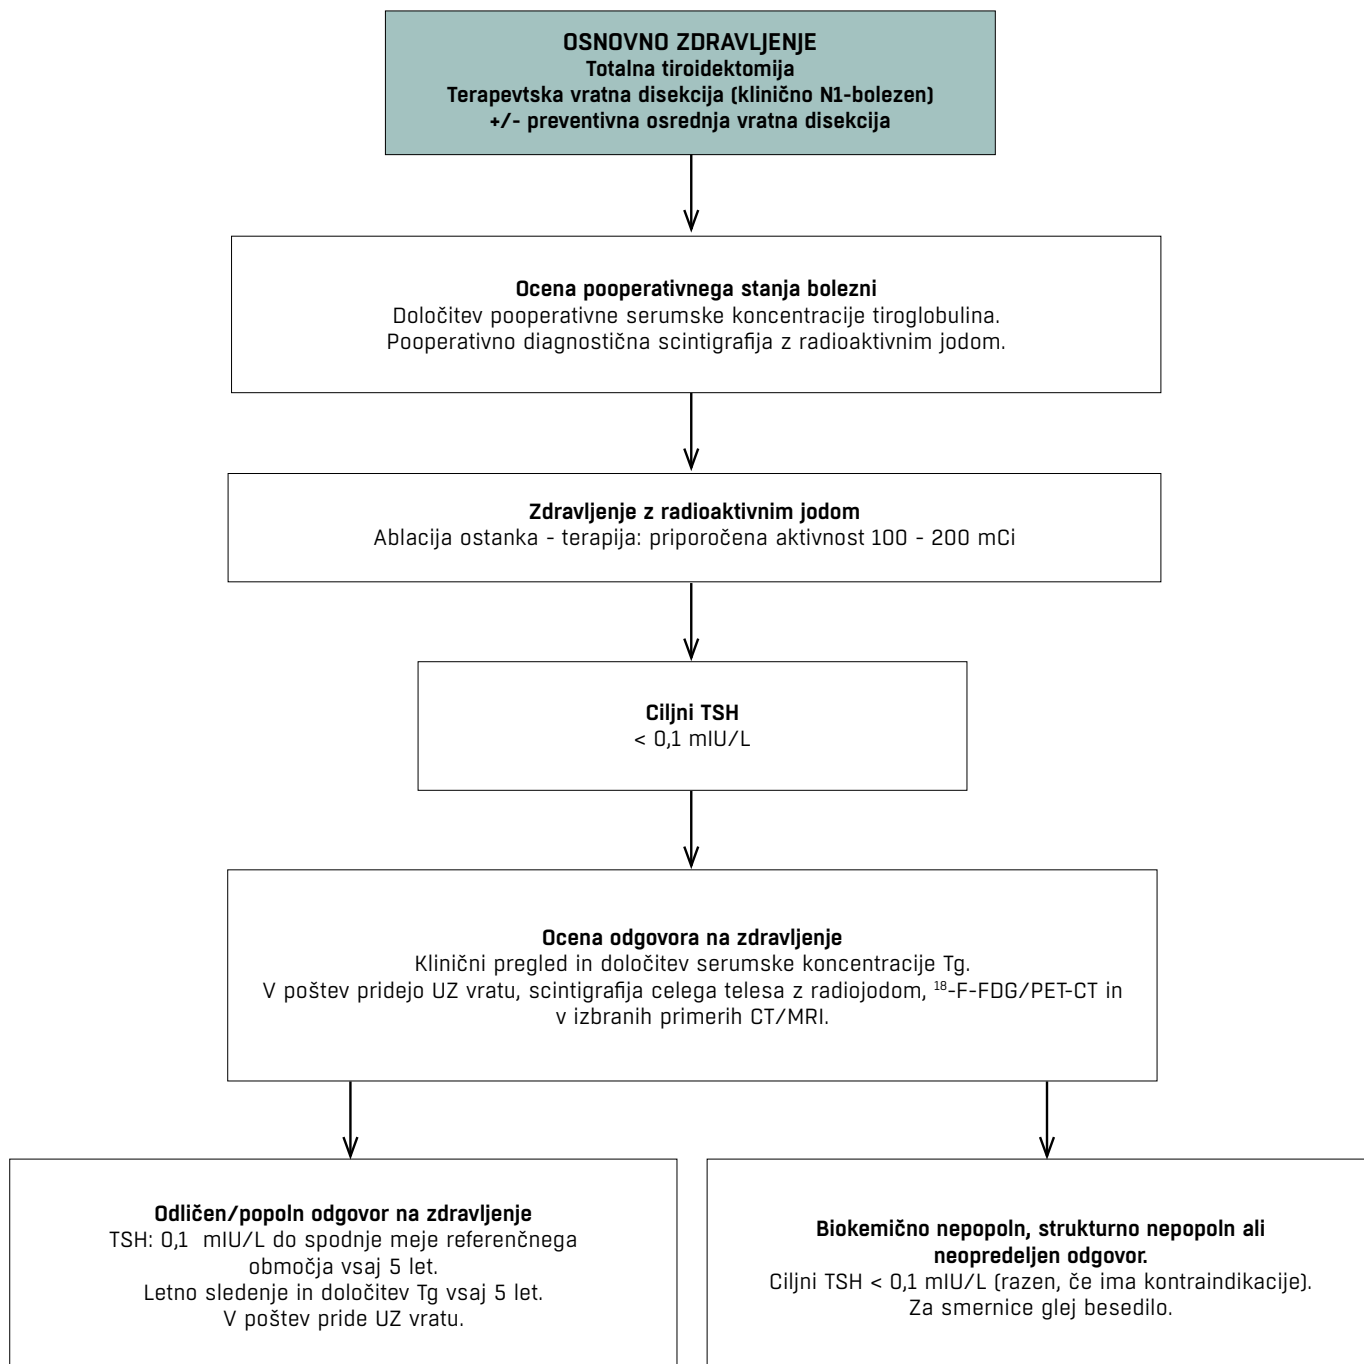 OSNOVNO ZDRAVLJENJE
Totalna tiroidektomija
Terapevtska vratna disekcija (klinično N1-bolezen)
+/- preventivna osrednja vratna disekcija
Ocena pooperativnega stanja bolezni
Določitev pooperativne serumske koncentracije tiroglobulina.
Pooperativno diagnostična scintigrafija z radioaktivnim jodom.
Zdravljenje z radioaktivnim jodom
Ablacija ostanka - terapija: priporočena aktivnost 100 - 200 mCi
Ciljni TSH
< 0,1 mIU/L
Ocena odgovora na zdravljenje
Klinični pregled in določitev serumske koncentracije Tg.
V poštev pridejo UZ vratu, scintigrafija celega telesa z radiojodom, ¹⁸-F-FDG/PET-CT in
v izbranih primerih CT/MRI.
Odličen/popoln odgovor na zdravljenje
TSH: 0,1 mIU/L do spodnje meje referenčnega
območja vsaj 5 let.
Letno sledenje in določitev Tg vsaj 5 let.
V poštev pride UZ vratu.
Biokemično nepopoln, strukturno nepopoln ali
neopredeljen odgovor.
Ciljni TSH < 0,1 mIU/L (razen, če ima kontraindikacije).
Za smernice glej besedilo.